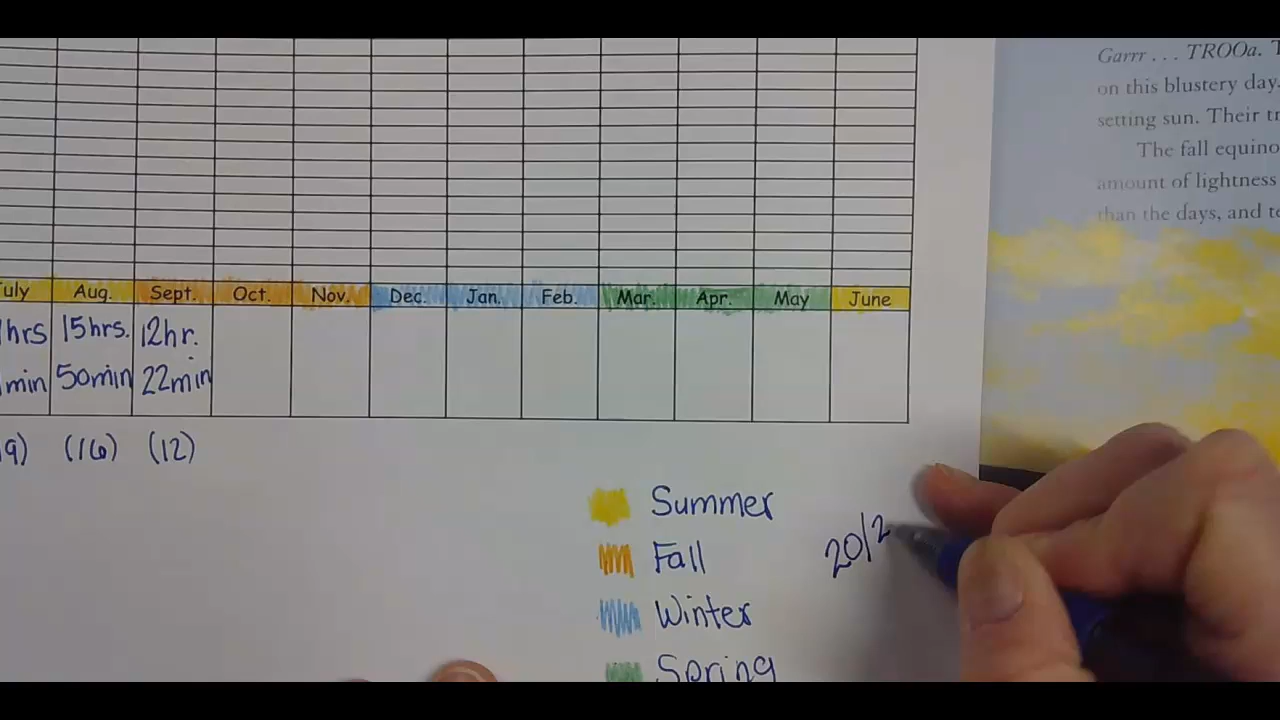 Garrr . . . TROOa. T
on this blustery day.
setting sun. Their tr
The fall equino
amount of lightness
than the days, and te
uly Aug. Sept. Oct. Nov. Dec. Jan. Feb. Mar. Apr. May June
hrs 15hrs. 12hr.
min 50min 22min
9) (16) (12)
Summer
Fall
20/2
Winter
Spring